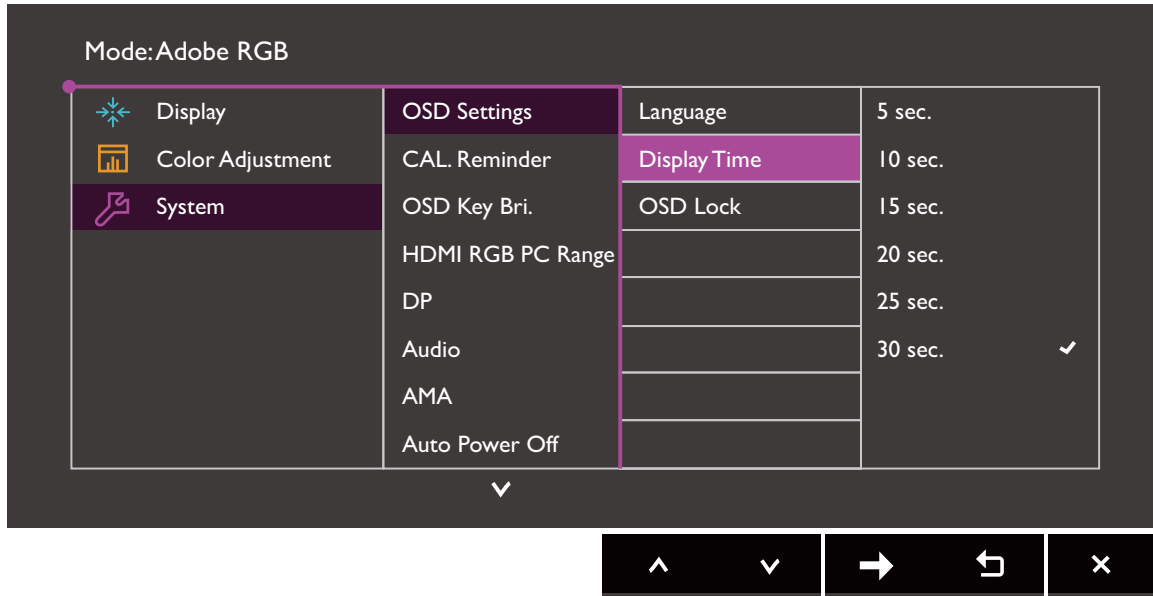 Mode: Adobe RGB
Display
Color Adjustment
System
OSD Settings
CAL. Reminder
OSD Key Bri.
HDMI RGB PC Range
DP
Audio
AMA
Auto Power Off
Language
Display Time
OSD Lock
5 sec.
10 sec.
15 sec.
20 sec.
25 sec.
30 sec.